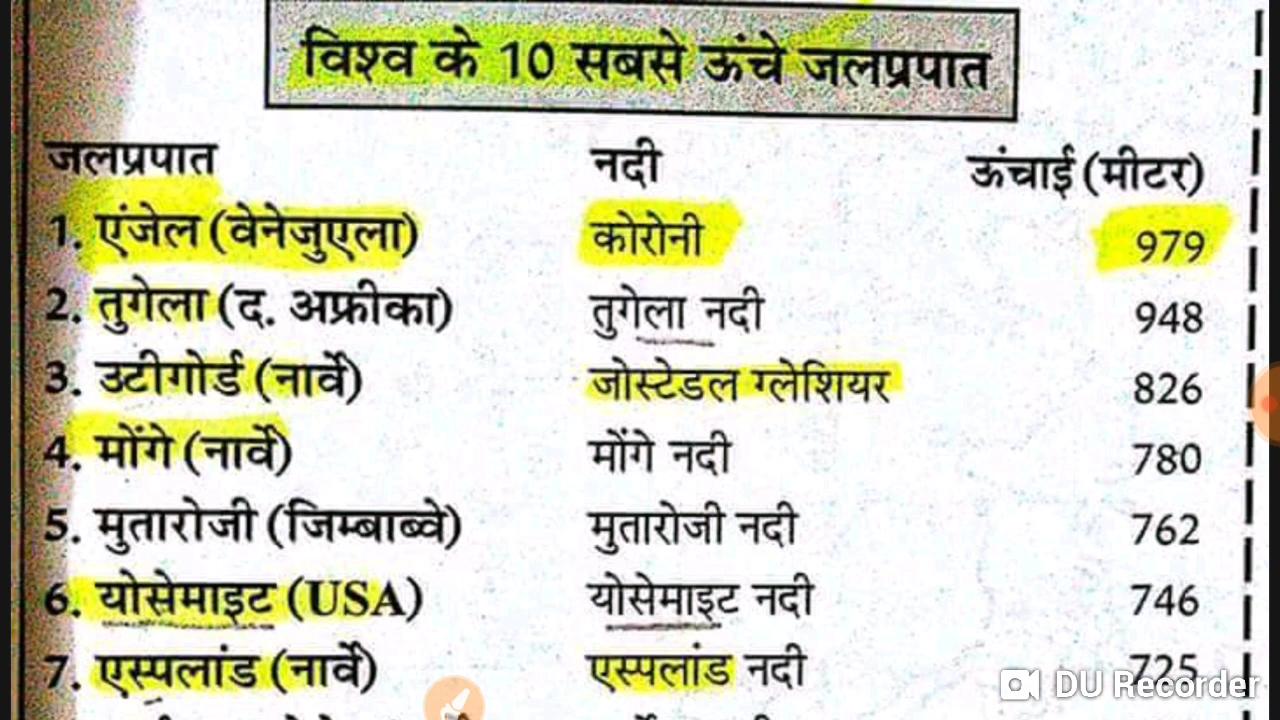 विश्व के 10 सबसे ऊंचे जलप्रपात
जलप्रपात नदी ऊंचाई (मीटर)
1. एंजेल (वेनेजुएला) कोरोनी 979
2. तुगेला (द. अफ्रीका) तुगेला नदी 948
3. उटीगोर्ड (नार्वे) जोस्टेडल ग्लेशियर 826
4. मोंगे (नार्वे) मोंगे नदी 780
5. मुतारोजी (जिम्बाब्वे) मुतारोजी नदी 762
6. योसेमाइट (USA) योसेमाइट नदी 746
7. एस्पलांड (नार्वे) एस्पलांड नदी 725
DU Recorder